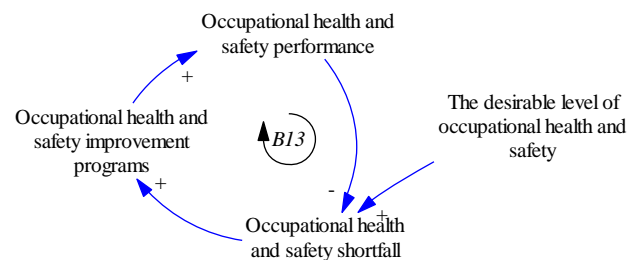 Occupational health and
safety performance
+
The desirable level of
occupational health and
safety
Occupational health and
safety improvement
programs
B13
+
-
+
Occupational health
and safety shortfall